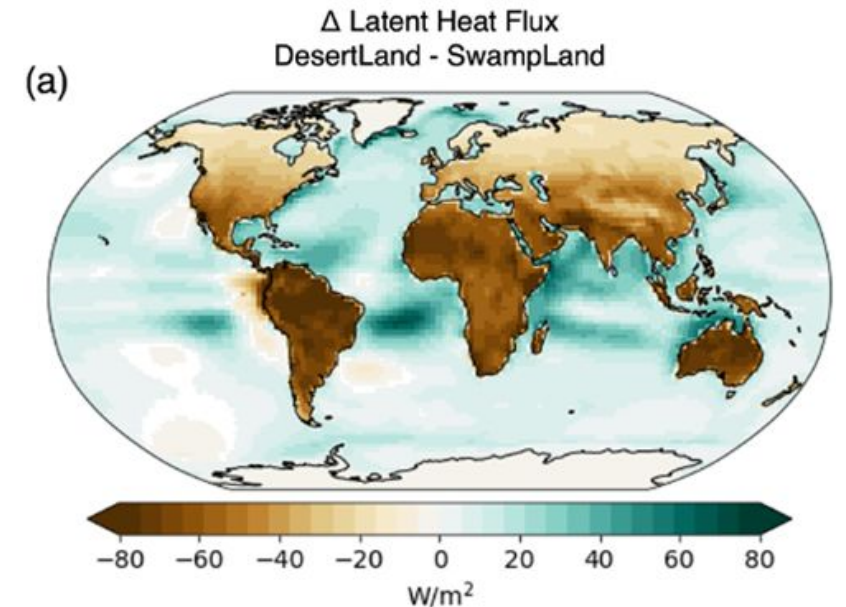 Δ Latent Heat Flux
DesertLand - SwampLand
(a)
−80 −60 −40 −20 0 20 40 60 80
W/m²